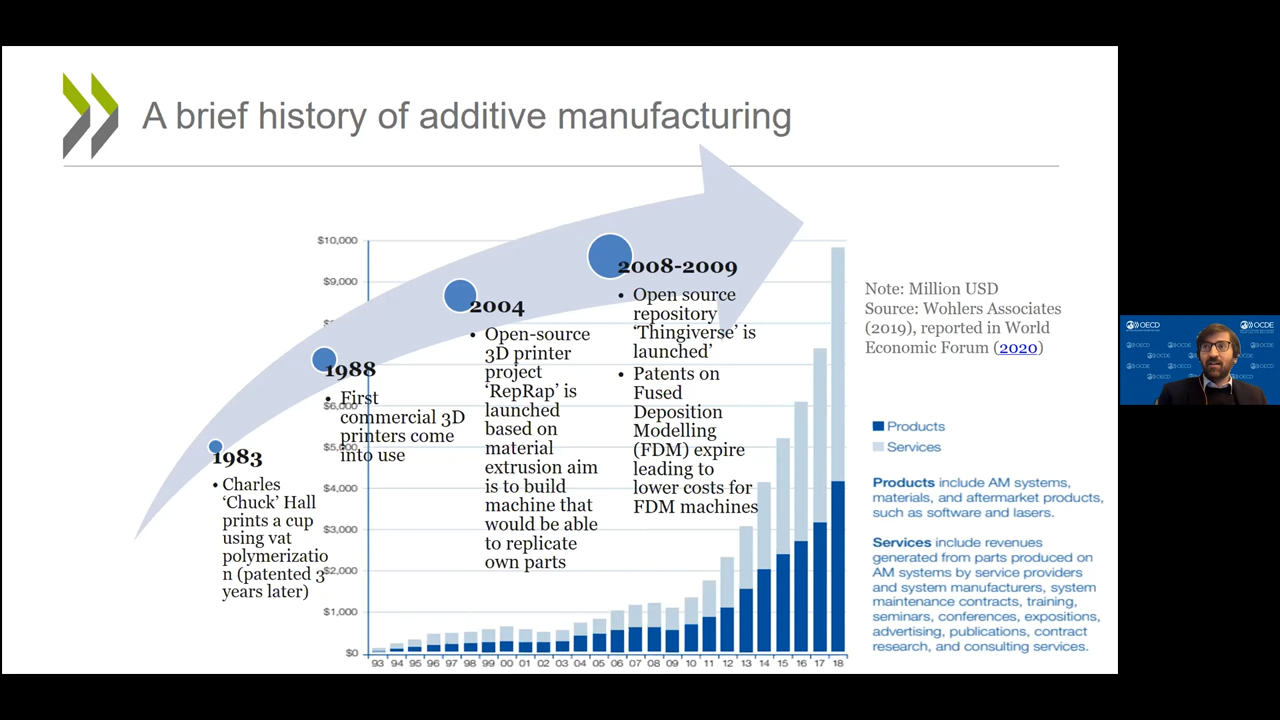 A brief history of additive manufacturing
$10,000
$9,000
$6,000
$5,000
$4,000
$3,000
$2,000
$1,000
$0
1983
• Charles
‘Chuck’ Hall
prints a cup
using vat
polymerizatio
n (patented 3
years later)
1988
• First
commercial 3D
printers come
into use
2004
• Open-source
3D printer
project
‘RepRap’ is
launched
based on
material
extrusion aim
is to build
machine that
would be able
to replicate
own parts
2008-2009
• Open source
repository
‘Thingiverse’ is
launched’
• Patents on
Fused
Deposition
Modelling
(FDM) expire
leading to
lower costs for
FDM machines
93 94 95 96 97 98 99 00 01 02 03 04 05 06 07 08 09 10 11 12 13 14 15 16 17 18
Note: Million USD
Source: Wohlers Associates
(2019), reported in World
Economic Forum (2020)
Products
Services
Products include AM systems,
materials, and aftermarket products,
such as software and lasers.
Services include revenues
generated from parts produced on
AM systems by service providers
and system manufacturers, system
maintenance contracts, training,
seminars, conferences, expositions,
advertising, publications, contract
research, and consulting services.
OECD
OCDE